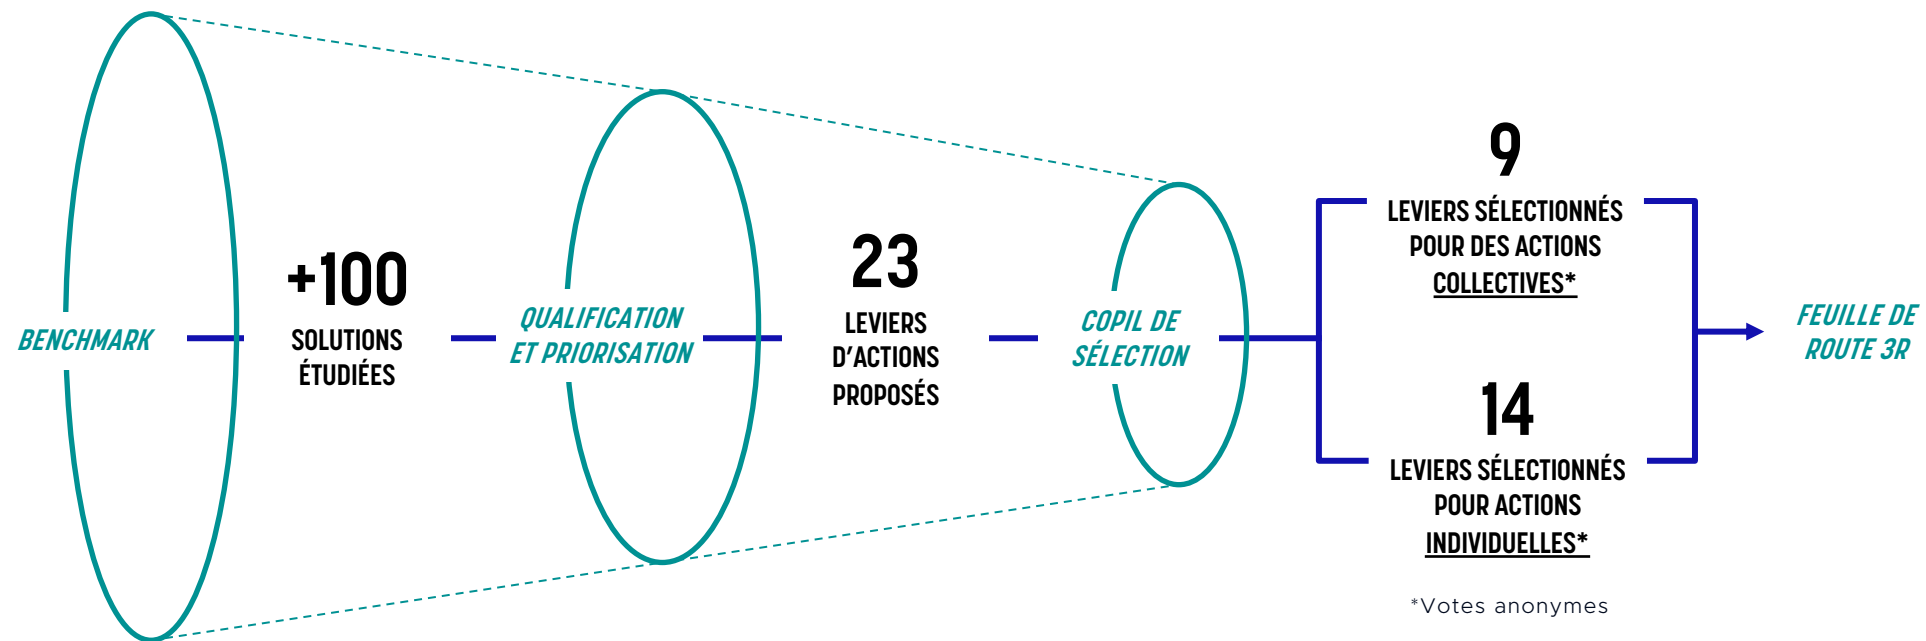 BENCHMARK
+100
SOLUTIONS
ÉTUDIÉES
QUALIFICATION
ET PRIORISATION
23
LEVIERS
D'ACTIONS
PROPOSÉS
COPIL DE
SÉLECTION
9
LEVIERS SÉLECTIONNÉS
POUR DES ACTIONS
COLLECTIVES*
14
LEVIERS SÉLECTIONNÉS
POUR ACTIONS
INDIVIDUELLES*
*Votes anonymes
FEUILLE DE
ROUTE 3R